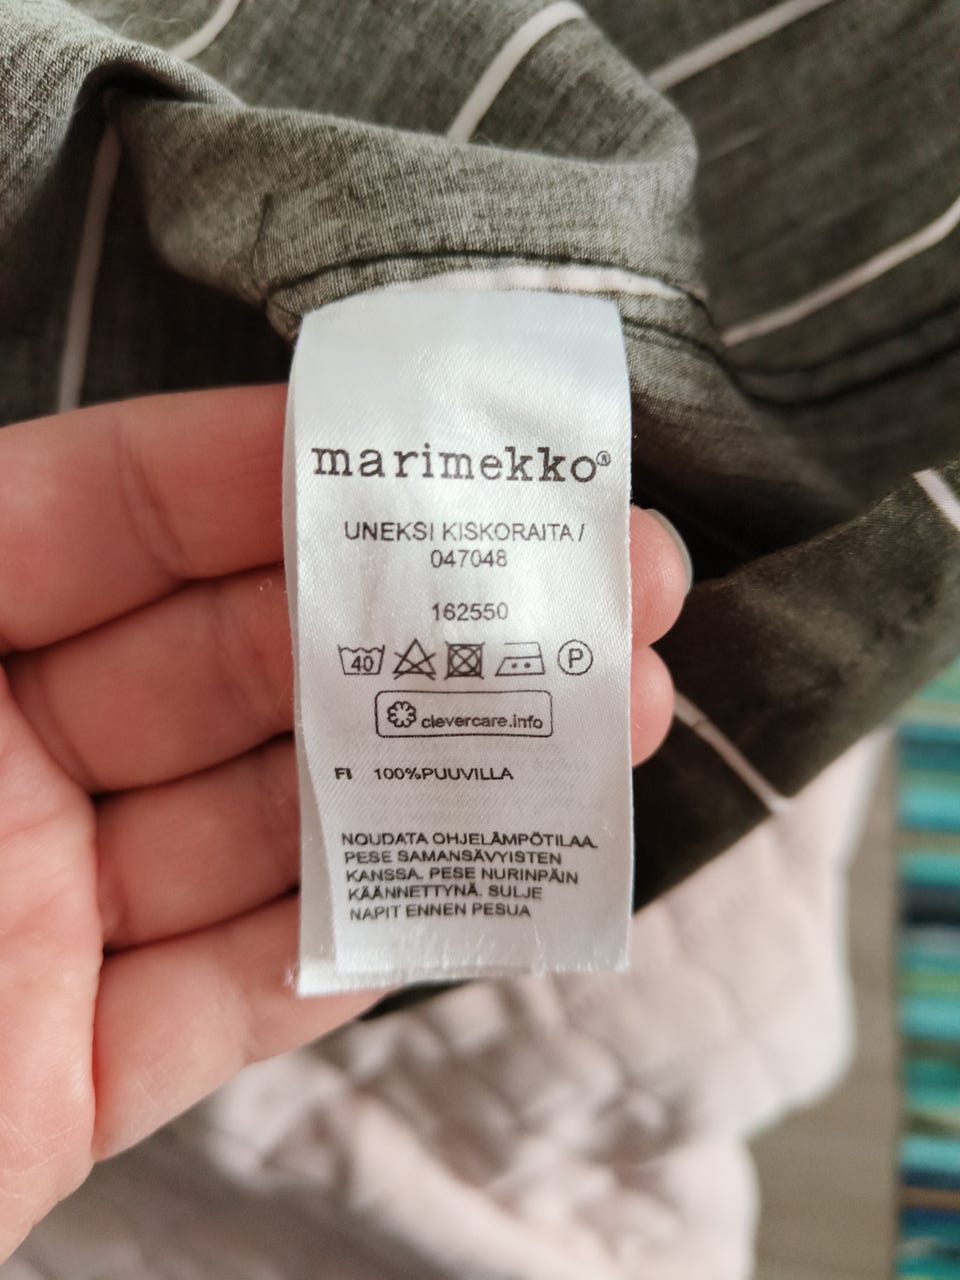 marimekko®
UNEKSI KISKORAITA /
047048
162550
40 P
clevercare.info
FI 100%PUUVILLA
NOUDATA OHJELÄMPÖTILAA.
PESE SAMANSÄVYISTEN
KANSSA. PESE NURINPÄIN
KÄÄNNETTYNÄ. SULJE
NAPIT ENNEN PESUA